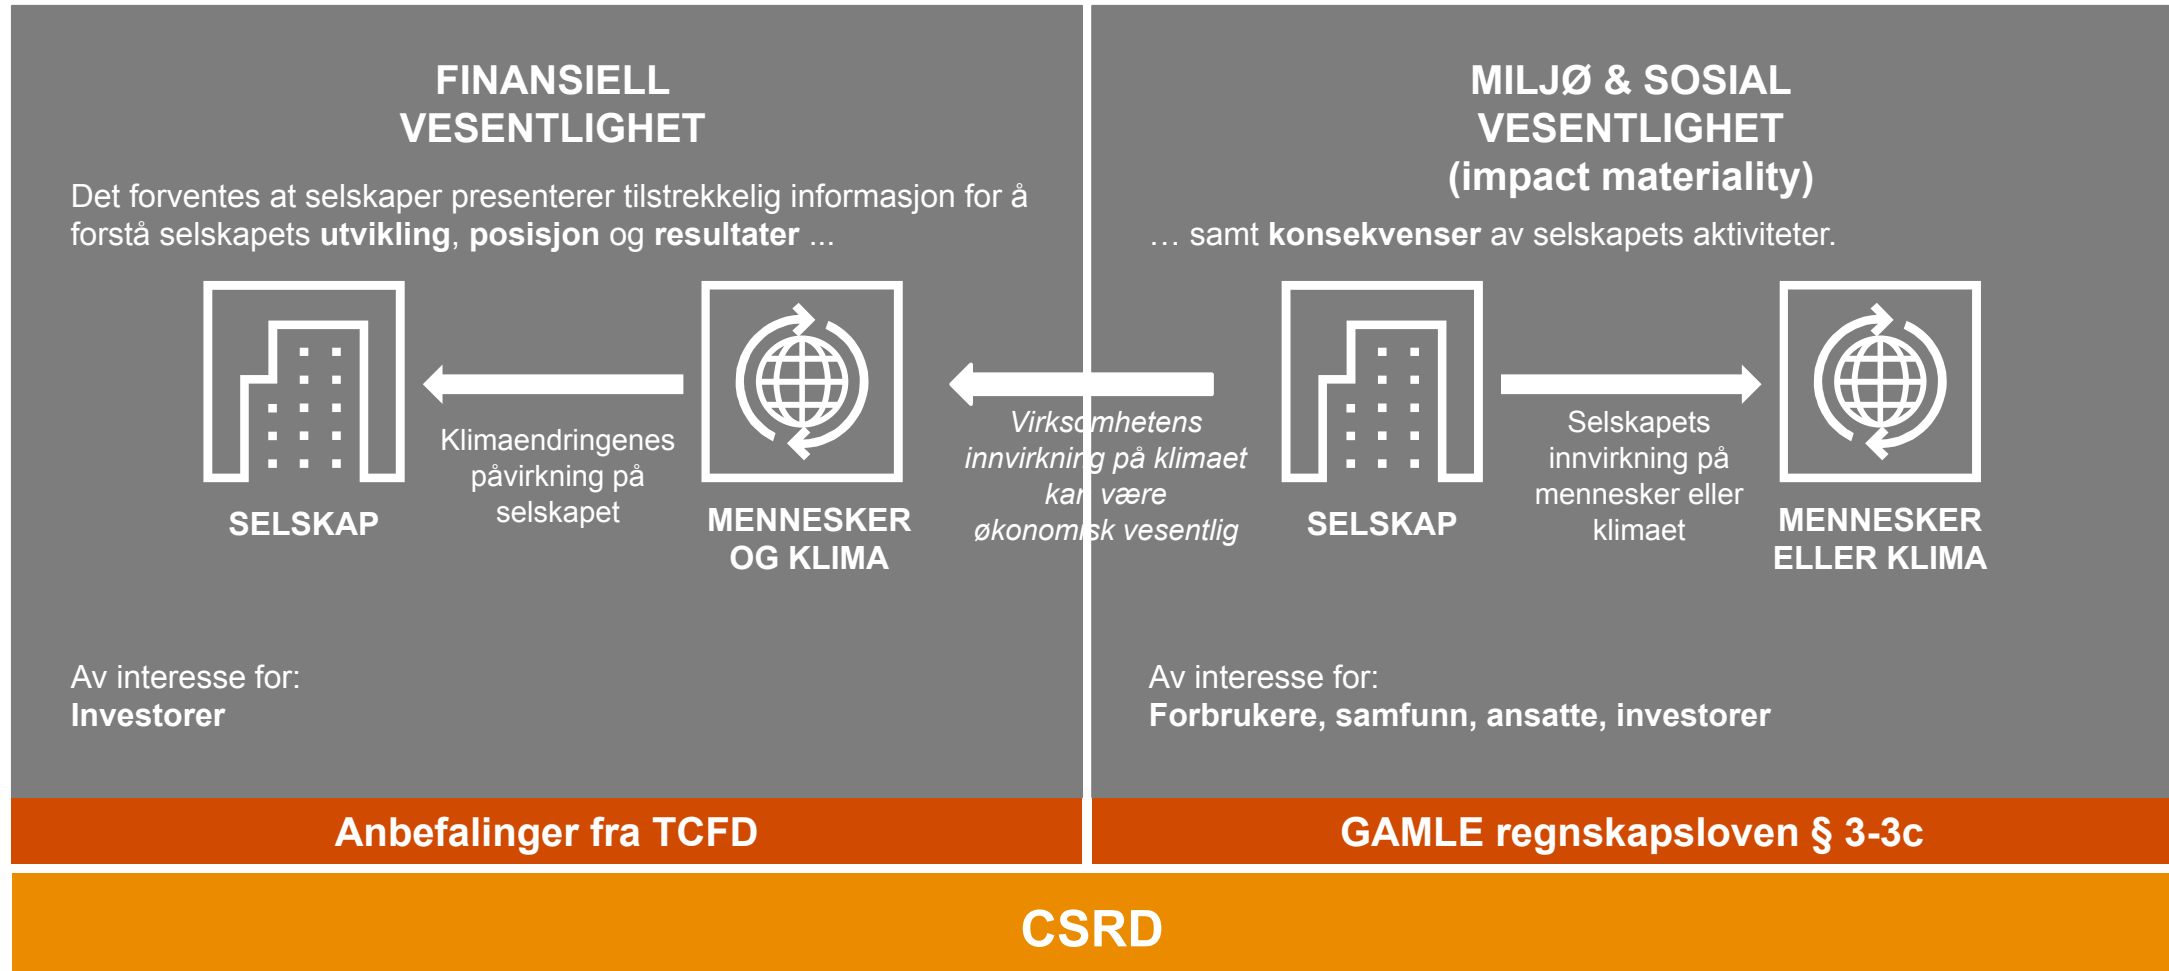 FINANSIELL
VESENTLIGHET
Det forventes at selskaper presenterer tilstrekkelig informasjon for å
forstå selskapets utvikling, posisjon og resultater ...
SELSKAP
Klimaendringenes
påvirkning på
selskapet
MENNESKER
OG KLIMA
Virksomhetens
innvirkning på klimaet
kan være
økonomisk vesentlig
Av interesse for:
Investorer
Anbefalinger fra TCFD
MILJØ & SOSIAL
VESENTLIGHET
(impact materiality)
… samt konsekvenser av selskapets aktiviteter.
SELSKAP
Selskapets
innvirkning på
mennesker eller
klimaet
MENNESKER
ELLER KLIMA
Av interesse for:
Forbrukere, samfunn, ansatte, investorer
GAMLE regnskapsloven § 3-3c
CSRD